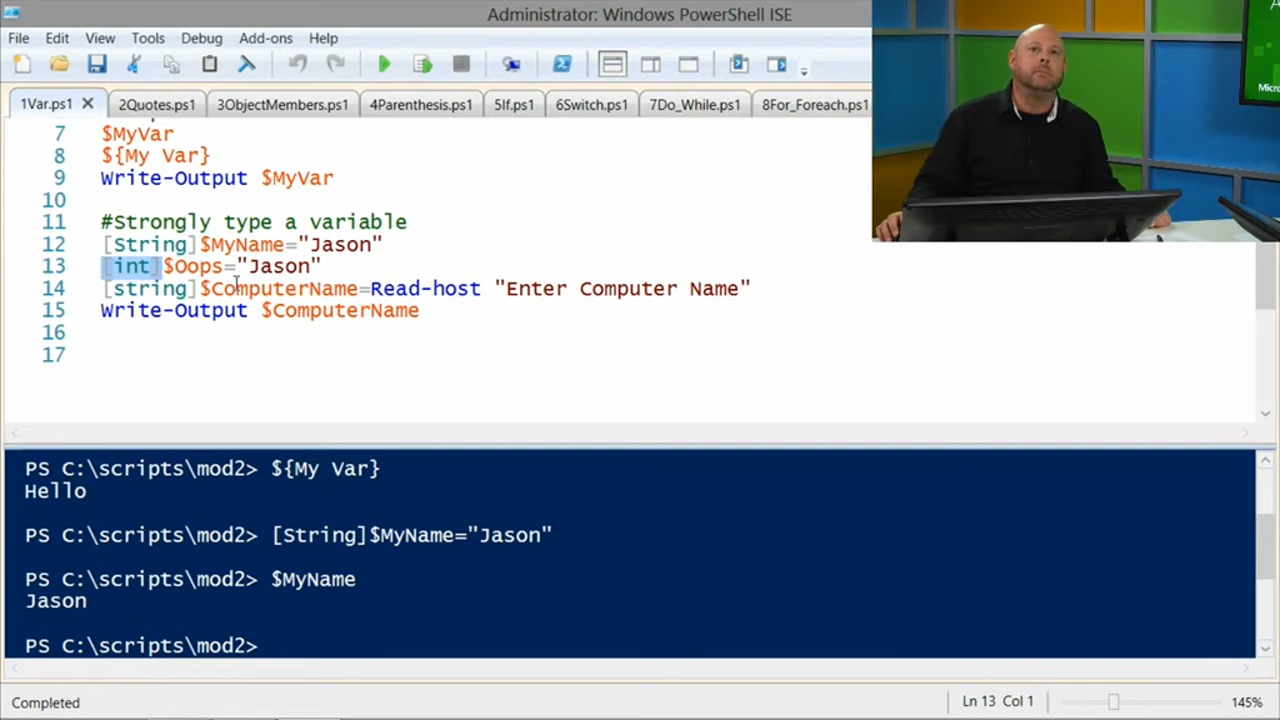 Administrator: Windows PowerShell ISE
File Edit View Tools Debug Add-ons Help
1Var.ps1 2Quotes.ps1 3ObjectMembers.ps1 4Parenthesis.ps1 5If.ps1 6Switch.ps1 7Do_While.ps1 8For_Foreach.ps1
7 $MyVar
8 ${My Var}
9 Write-Output $MyVar
10
11 #Strongly type a variable
12 [String]$MyName="Jason"
13 [int]$Oops="Jason"
14 [string]$ComputerName=Read-host "Enter Computer Name"
15 Write-Output $ComputerName
16
17
PS C:\scripts\mod2> ${My Var}
Hello
PS C:\scripts\mod2> [String]$MyName="Jason"
PS C:\scripts\mod2> $MyName
Jason
PS C:\scripts\mod2>
Completed
Ln 13 Col 1
145%